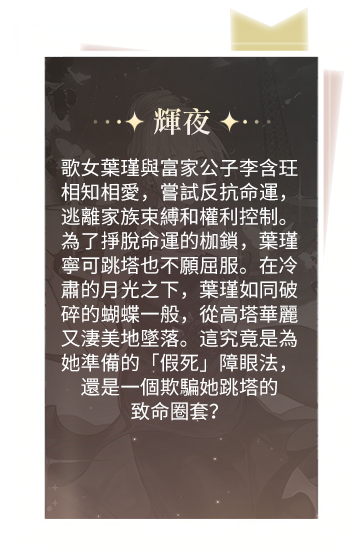 輝夜
歌女葉瑾與富家公子李含玨
相知相愛，嘗試反抗命運，
逃離家族束縛和權利控制。
為了掙脫命運的枷鎖，葉瑾
寧可跳塔也不願屈服。在冷
肅的月光之下，葉瑾如同破
碎的蝴蝶一般，從高塔華麗
又淒美地墜落。這究竟是為
她準備的「假死」障眼法，
還是一個欺騙她跳塔的
致命圈套？